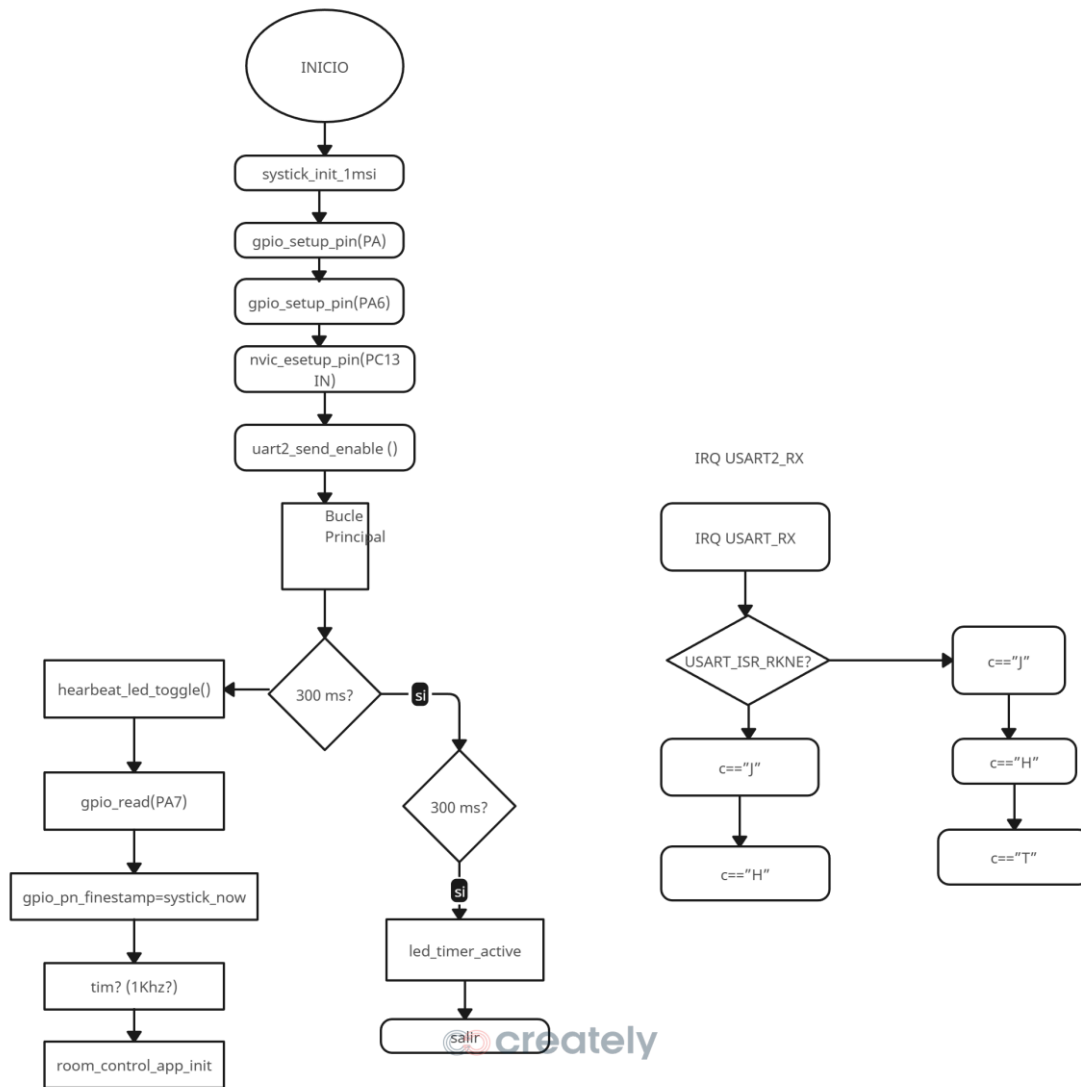 INICIO
systick_init_1msi
gpio_setup_pin(PA)
gpio_setup_pin(PA6)
nvic_esetup_pin(PC13
IN)
uart2_send_enable ()
Bucle
Principal
300 ms?
si
hearbeat_led_toggle()
gpio_read(PA7)
gpio_pn_finestamp=systick_now
tim? (1Khz?)
room_control_app_init
300 ms?
si
led_timer_active
salir
IRQ USART2_RX
IRQ USART_RX
USART_ISR_RKNE?
c=="J"
c=="H"
c=="J"
c=="H"
c=="T"
creately